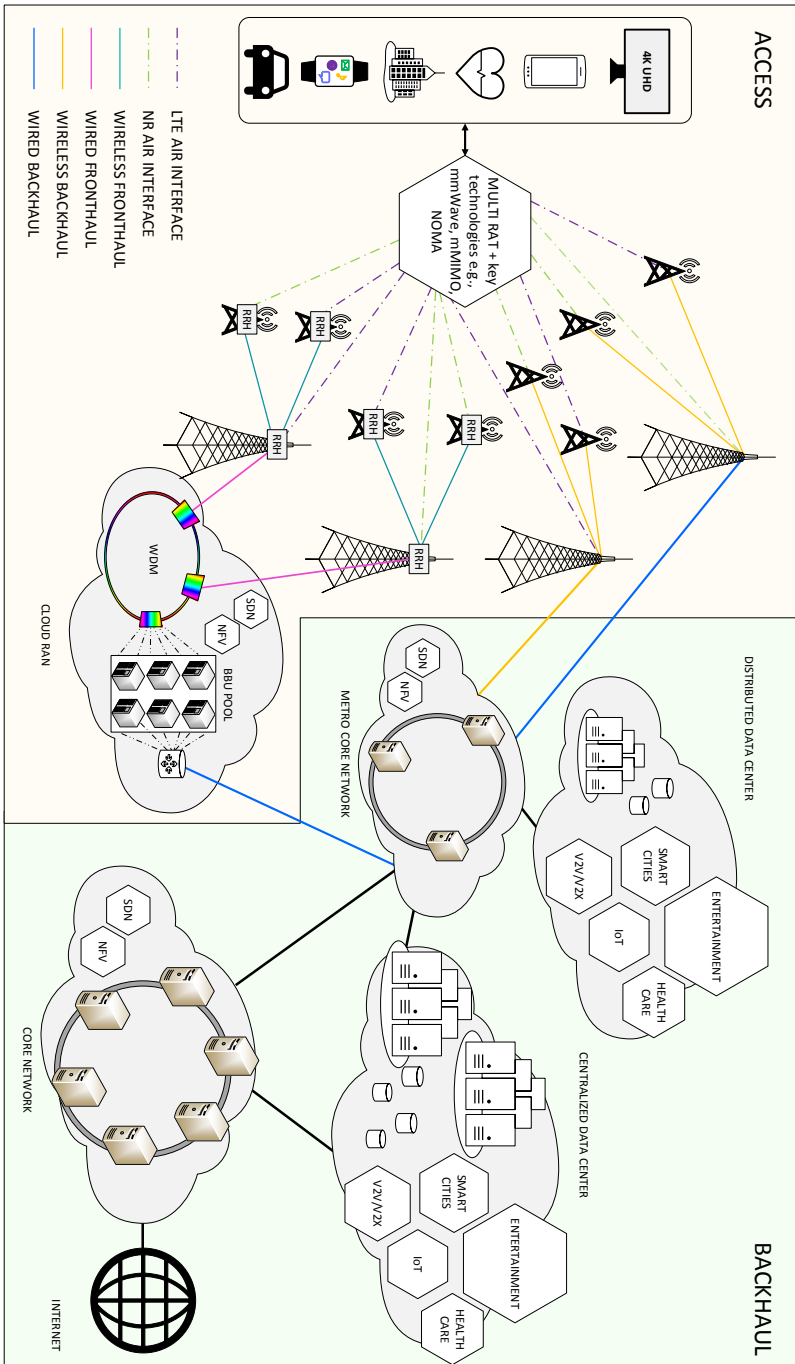 ACCESS
BACKHAUL
4K UHD
MULTI RAT + key
technologies e.g.,
mmWave, mMIMO,
NOMA
LTE AIR INTERFACE
NR AIR INTERFACE
WIRELESS FRONTHAUL
WIRED FRONTHAUL
WIRELESS BACKHAUL
WIRED BACKHAUL
RRH
RRH
RRH
RRH
RRH
RRH
WDM
SDN
NFV
BBU POOL
CLOUD RAN
DISTRIBUTED DATA CENTER
SMART
CITIES
V2V/V2X
IoT
ENTERTAINMENT
HEALTH
CARE
SDN
NFV
METRO CORE NETWORK
CENTRALIZED DATA CENTER
SMART
CITIES
V2V/V2X
IoT
ENTERTAINMENT
HEALTH
CARE
SDN
NFV
CORE NETWORK
INTERNET